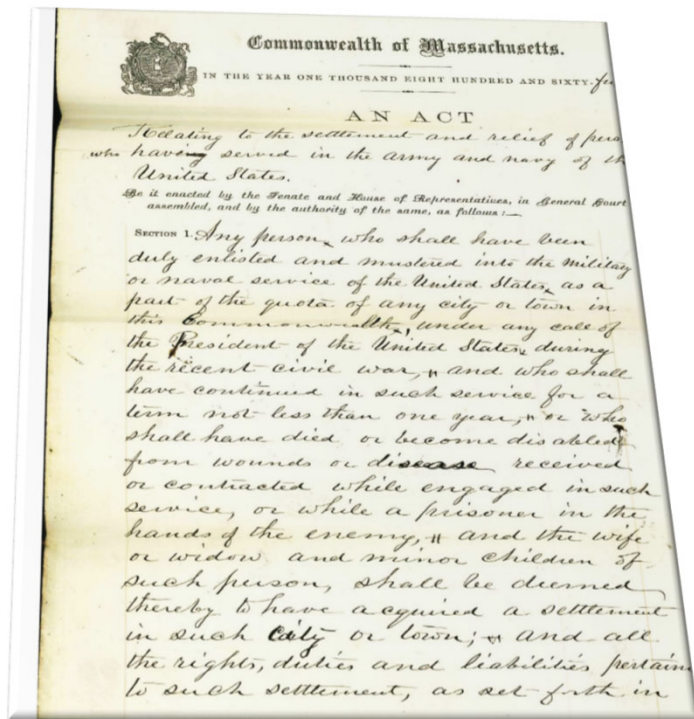 Commonwealth of Massachusetts.
IN THE YEAR ONE THOUSAND EIGHT HUNDRED AND SIXTY-
AN ACT
Relating to the settlement and relief of
who having served in the army and navy of
United States.
Be it enacted by the Senate and House of Representatives, in General Court
assembled, and by the authority of the same, as follows:—
SECTION 1. Any person, who shall have been
duly enlisted and mustered into the military
or naval service of the United States, as a
part of the quota of any city or town in
this Commonwealth, under any call of
the President of the United States, during
the recent civil war, and who shall
have continued in such service for a
term not less than one year, or who
shall have died or become disabled
from wounds or disease received
or contracted while engaged in such
service, or while a prisoner in the
hands of the enemy, and the wife
or widow and minor children of
such person, shall be deemed
thereby to have acquired a settlement
in such city or town; and all
the rights, duties and liabilities
to such settlement, as set forth in